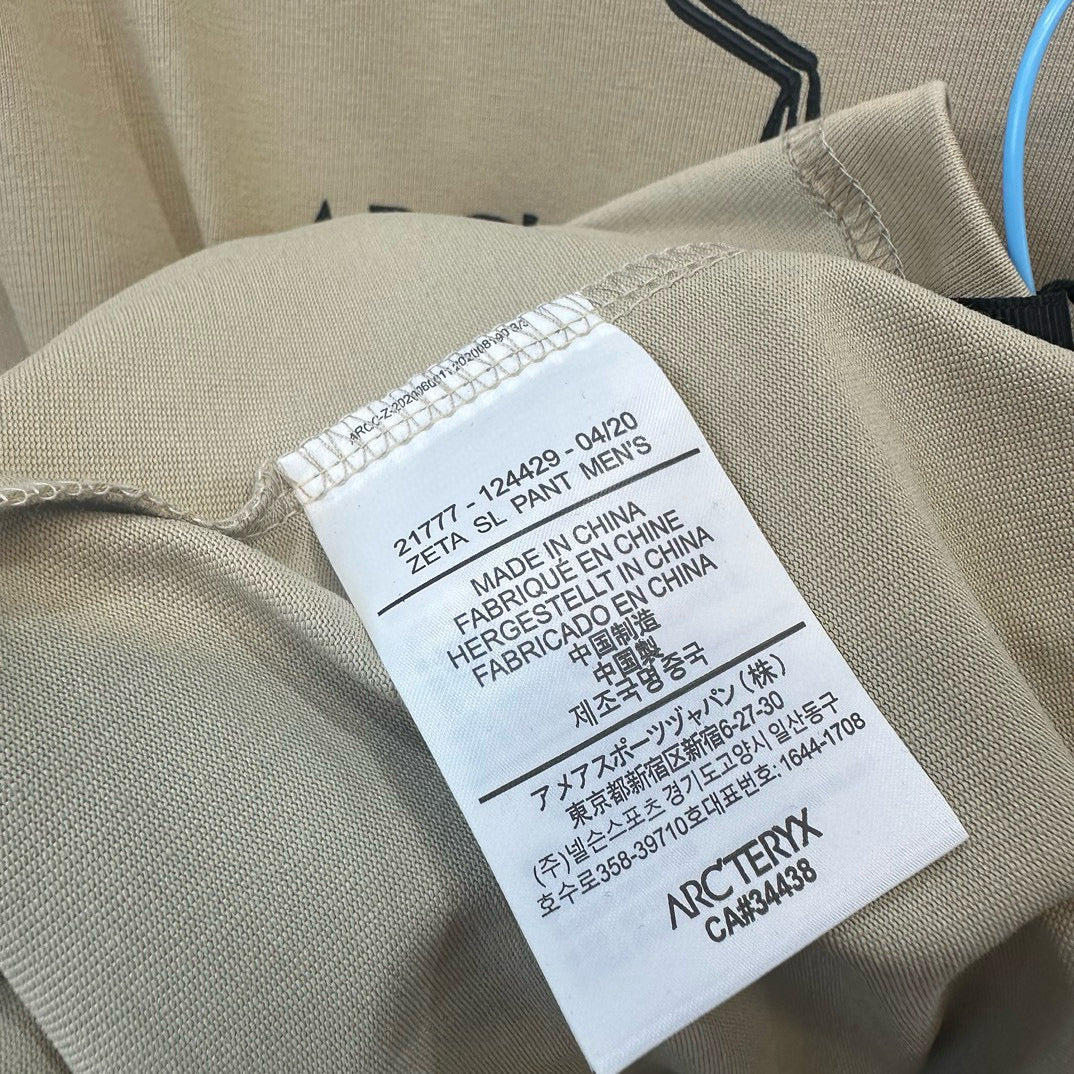 21777 - 124429 - 04/20
ZETA SL PANT MEN'S
MADE IN CHINA
FABRIQUÉ EN CHINE
HERGESTELLT IN CHINA
FABRICADO EN CHINA
中国制造
中国製
제조국명중국
アメアスポーツヅャパン(株)
東京都新宿区新宿6-27-30
(주)넬슨스포츠경기도고양시일산동구
호수로358-39710호대표번호:1644-1708
ARC'TERYX
CA#34438